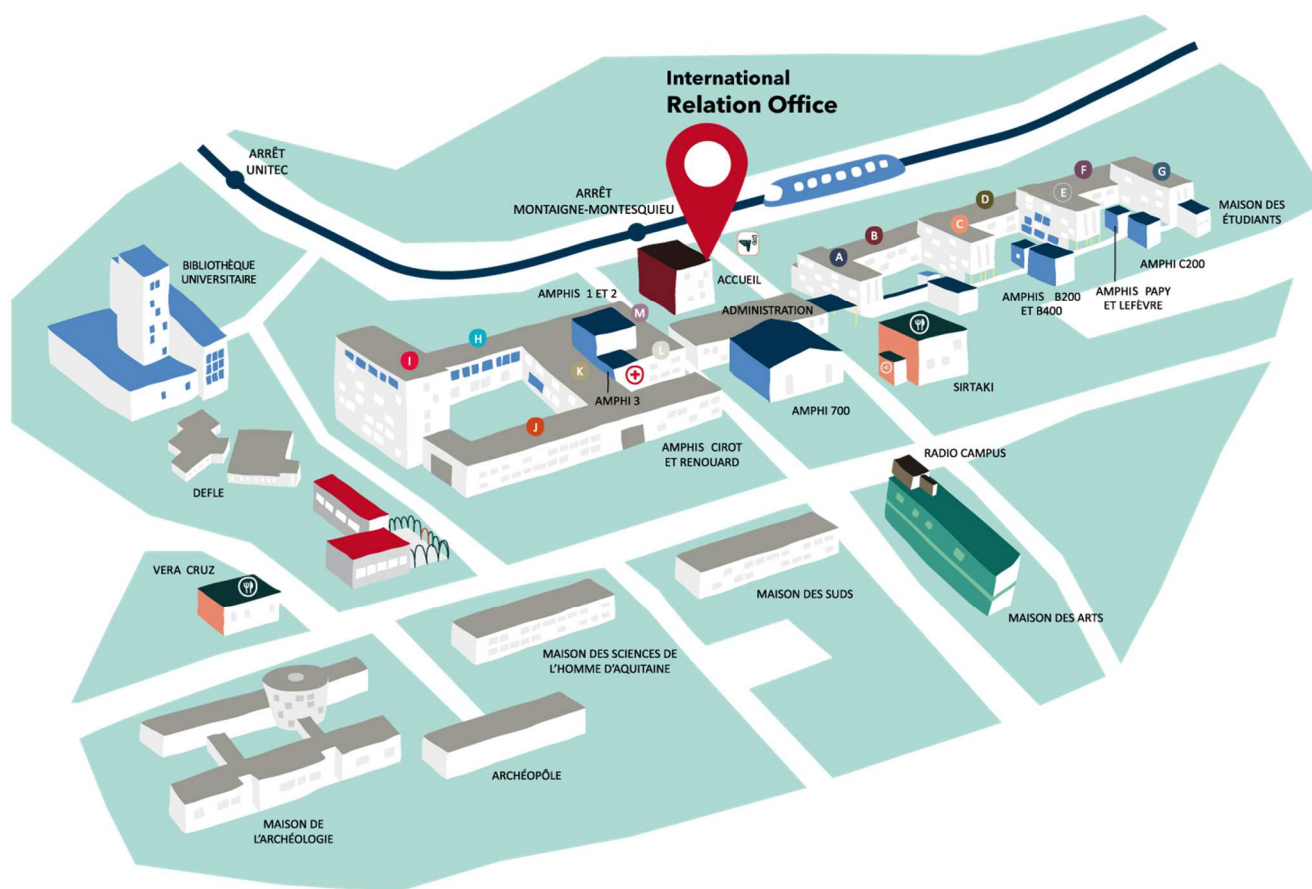 International
Relation Office
ARRÊT
UNITEC
ARRÊT
MONTAIGNE-MONTESQUIEU
F
G
D
E
MAISON DES
ÉTUDIANTS
B
C
A
BIBLIOTHÈQUE
UNIVERSITAIRE
ACCUEIL
AMPHI C200
AMPHIS 1 ET 2
AMPHIS B200
ET B400
AMPHIS PAPY
ET LEFÈVRE
M
ADMINISTRATION
H
I
L
K
AMPHI 3
SIRTAKI
AMPHI 700
J
AMPHIS CIROT
ET RENOUARD
RADIO CAMPUS
DEFLE
VERA CRUZ
MAISON DES SUDS
MAISON DES ARTS
MAISON DES SCIENCES DE
L'HOMME D'AQUITAINE
ARCHÉOPÔLE
MAISON DE
L'ARCHÉOLOGIE